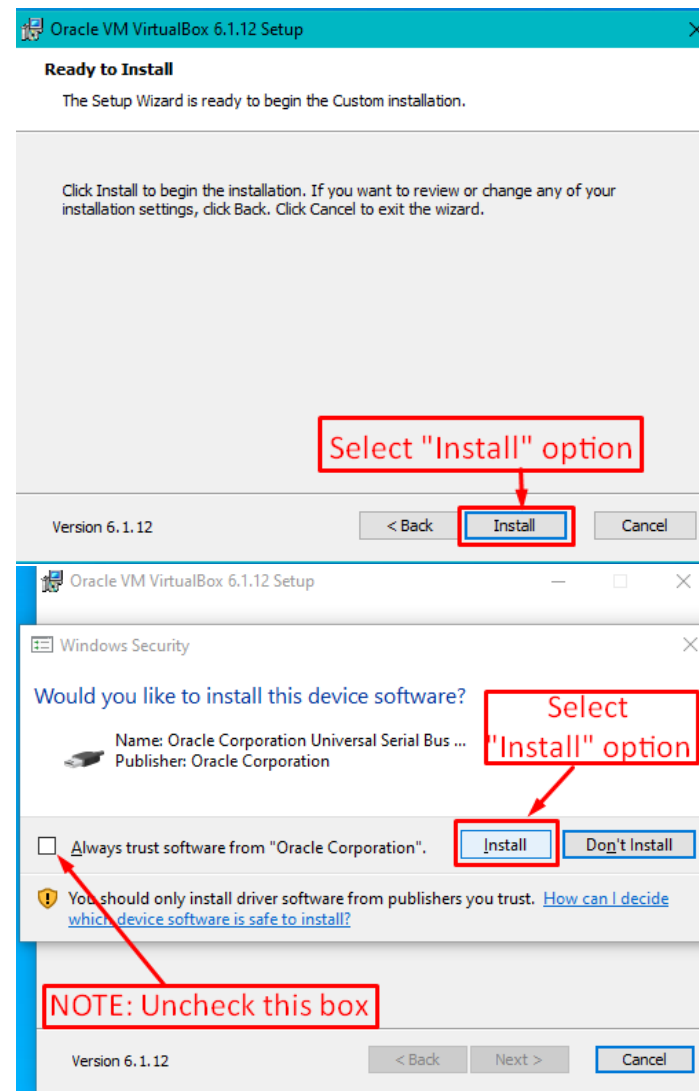 Oracle VM VirtualBox 6.1.12 Setup
Ready to Install
The Setup Wizard is ready to begin the Custom installation.
Click Install to begin the installation. If you want to review or change any of your
installation settings, click Back. Click Cancel to exit the wizard.
Select "Install" option
Version 6.1.12
< Back
Install
Cancel
Oracle VM VirtualBox 6.1.12 Setup
Windows Security
Would you like to install this device software?
Name: Oracle Corporation Universal Serial Bus ...
Publisher: Oracle Corporation
Select
"Install" option
Always trust software from "Oracle Corporation".
Install
Don't Install
You should only install driver software from publishers you trust. How can I decide
which device software is safe to install?
NOTE: Uncheck this box
Version 6.1.12
< Back
Next >
Cancel